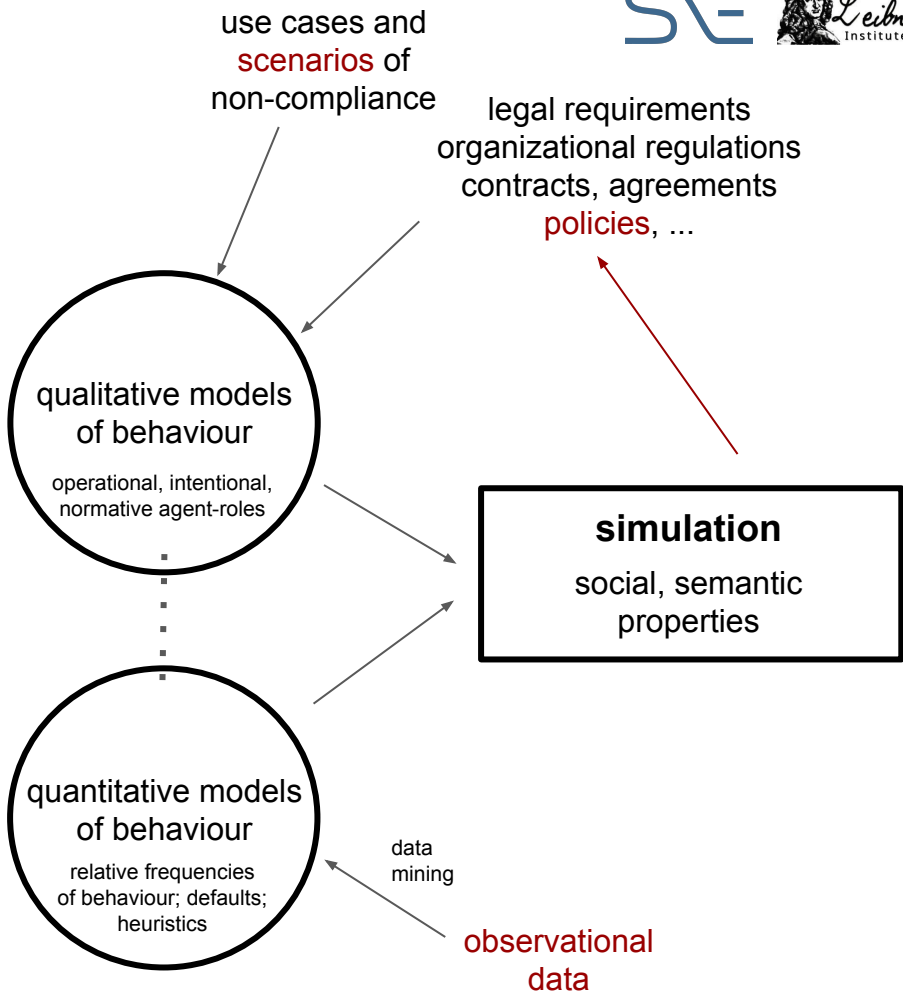 use cases and
scenarios of
non-compliance
Institute
legal requirements
organizational regulations
contracts, agreements
policies, ...
qualitative models
of behaviour
operational, intentional,
normative agent-roles
simulation
social, semantic
properties
quantitative models
of behaviour
relative frequencies
of behaviour; defaults;
heuristics
data
mining
observational
data